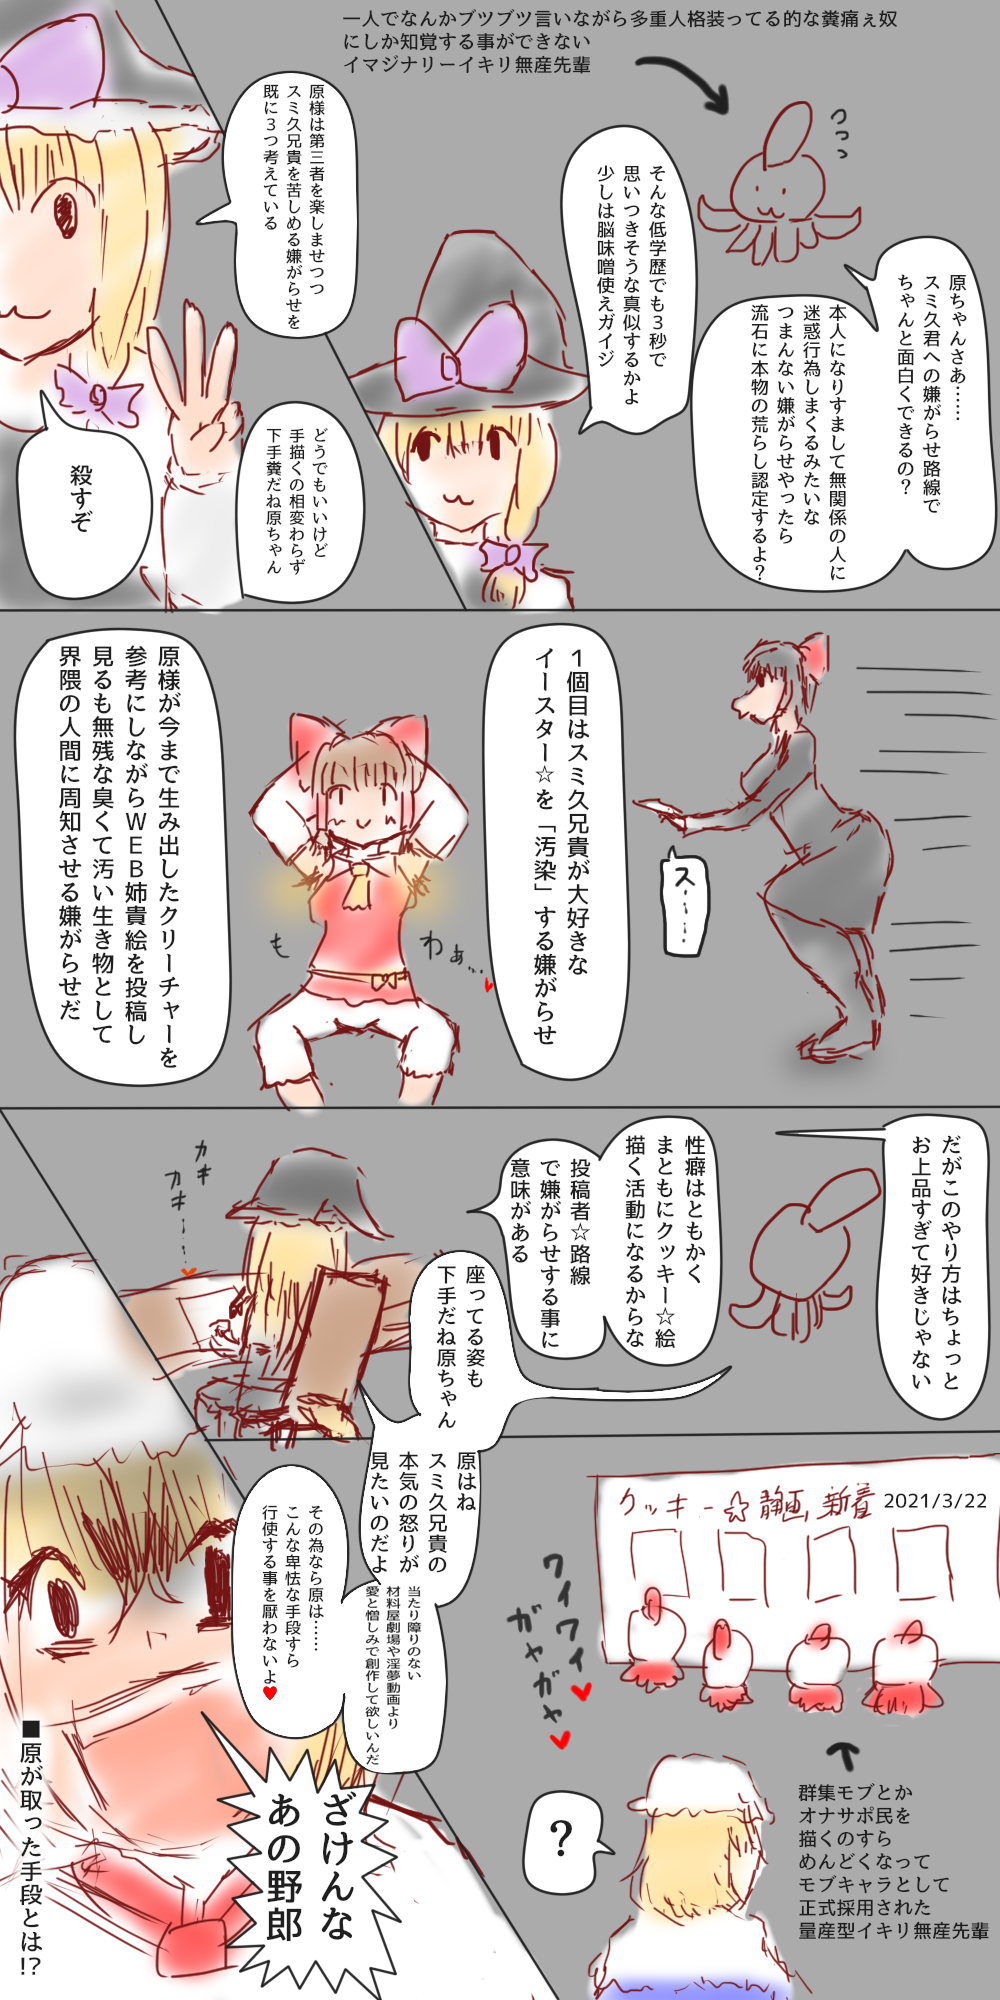 一人でなんかブツブツ言いながら多重人格装ってる的な糞痛ぇ奴
にしか知覚する事ができない
イマジナリーイキリ無産先輩
つつっ
原ちゃんさあ……
スミ久君への嫌がらせ路線で
ちゃんと面白くできるの？
本人になりすまして無関係の人に
迷惑行為しまくるみたいな
つまんない嫌がらせやったら
流石に本物の荒らし認定するよ？
そんな低学歴でも３秒で
思いつきそうな真似するかよ
少しは脳味噌使えガイジ
原様は第三者を楽しませせつつ
スミ久兄貴を苦しめる嫌がらせを
既に３つ考えている
どうでもいいけど
手描くの相変わらず
下手糞だね原ちゃん
殺すぞ
ス‥‥‥
１個目はスミ久兄貴が大好きな
イースター☆を「汚染」する嫌がらせ
もわぁ...
原様が今まで生み出したクリーチャーを
参考にしながらＷＥＢ姉貴絵を投稿し
見るも無残な臭くて汚い生き物として
界隈の人間に周知させる嫌がらせだ
だがこのやり方はちょっと
お上品すぎて好きじゃない
性癖はともかく
まともにクッキー☆絵
描く活動になるからな
投稿者☆路線
で嫌がらせする事に
意味がある
カキ
カキ‥‥
座ってる姿も
下手だね原ちゃん
原はね
スミ久兄貴の
本気の怒りが
見たいのだよ
当たり障りのない
材料屋劇場や淫夢動画より
愛と憎しみで創作して欲しいんだ
その為なら原は……
こんな卑怯な手段すら
行使する事を厭わないよ♥
クッキー☆静画 新着 2021/3/22
ワイワイ
ガヤガヤ
群集モブとか
オナサポ民を
描くのすら
めんどくなって
モブキャラとして
正式採用された
量産型イキリ無産先輩
？
ざけんな
あの野郎
■原が取った手段とは!?